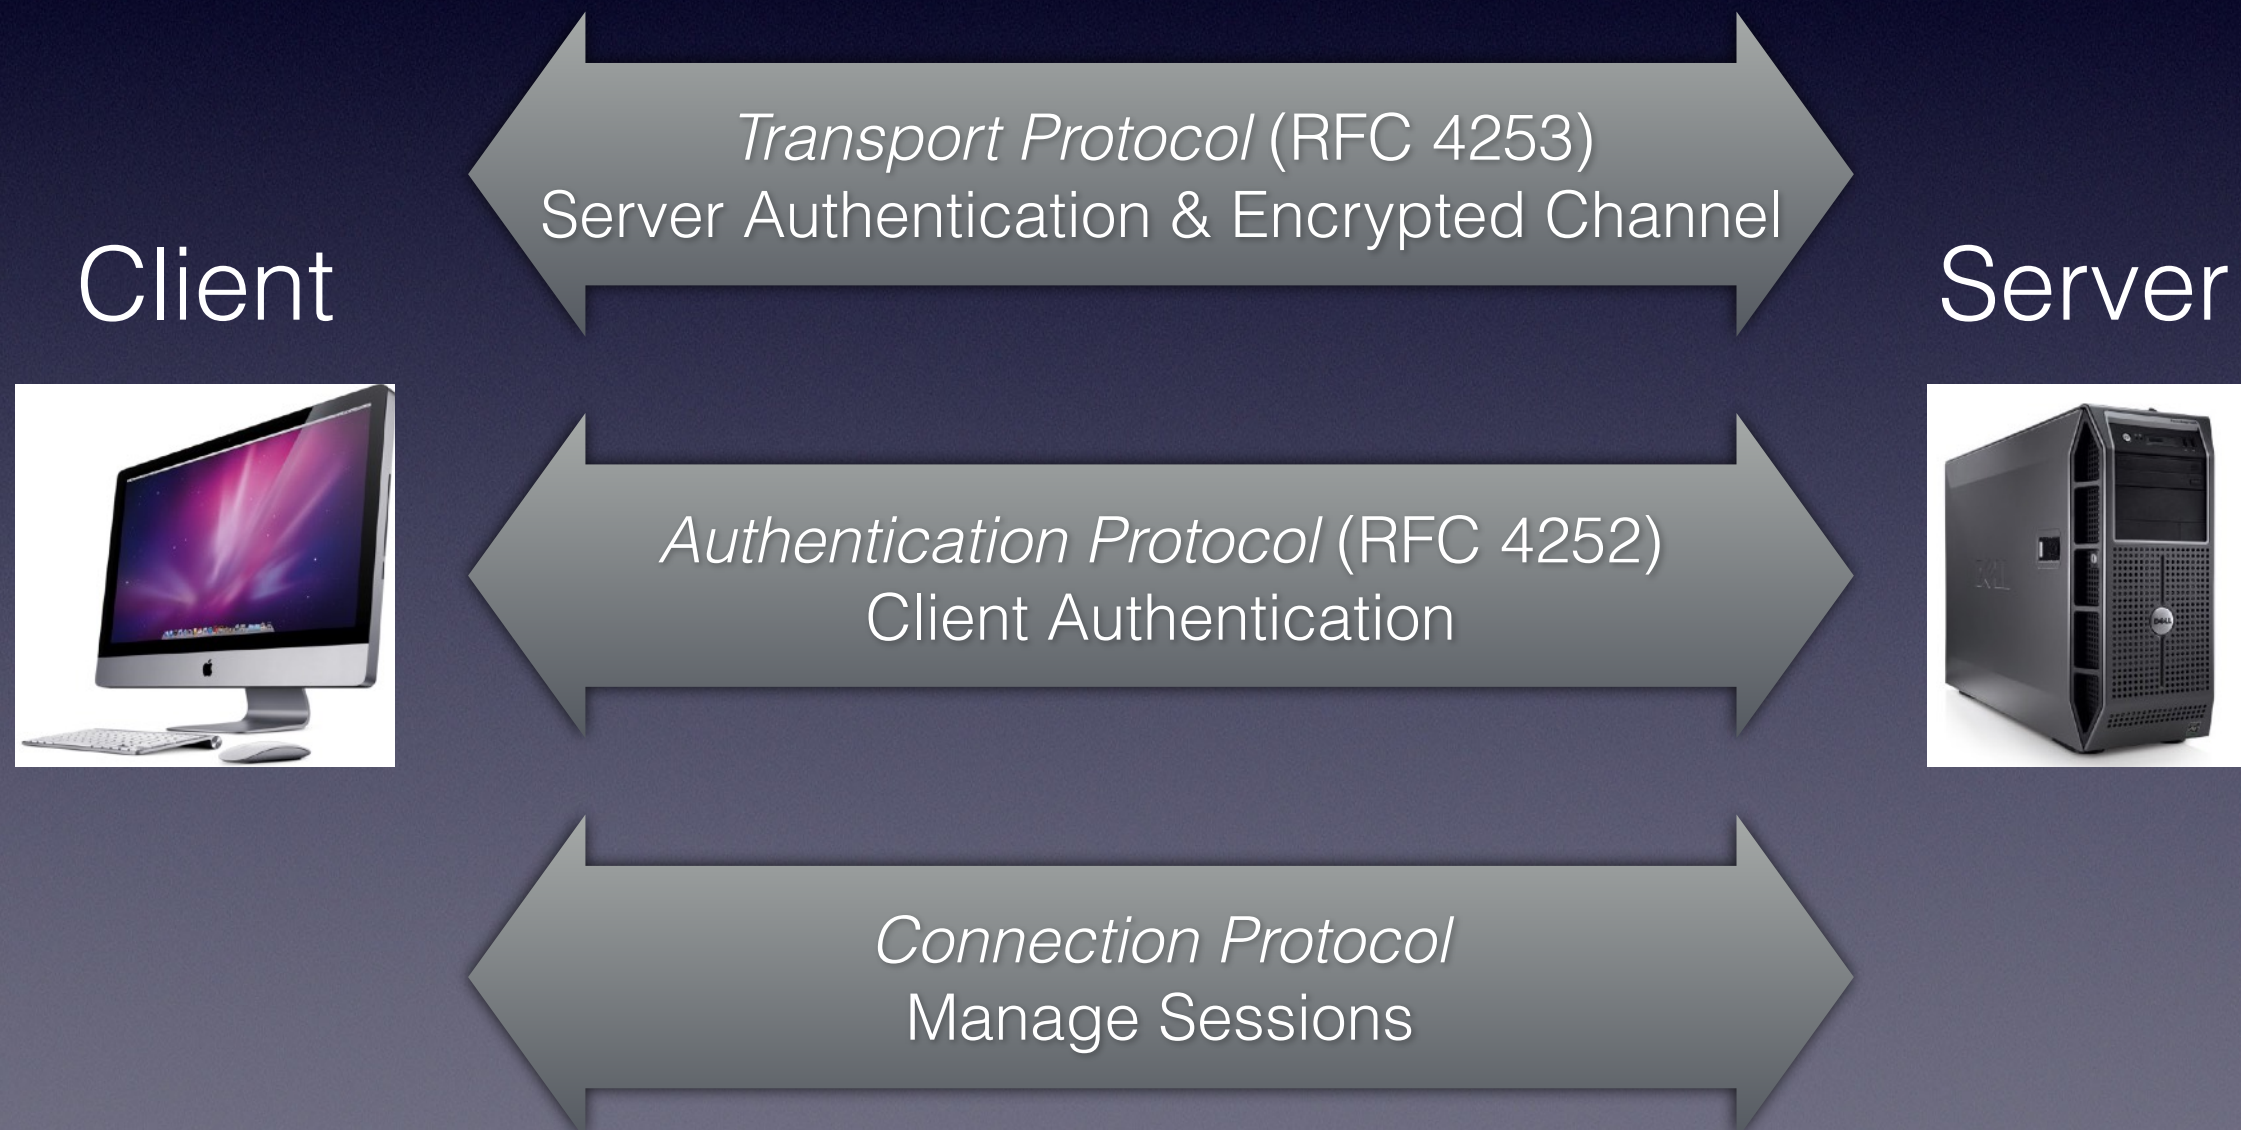 Client
Transport Protocol (RFC 4253)
Server Authentication & Encrypted Channel
Server
Authentication Protocol (RFC 4252)
Client Authentication
DELL
Connection Protocol
Manage Sessions